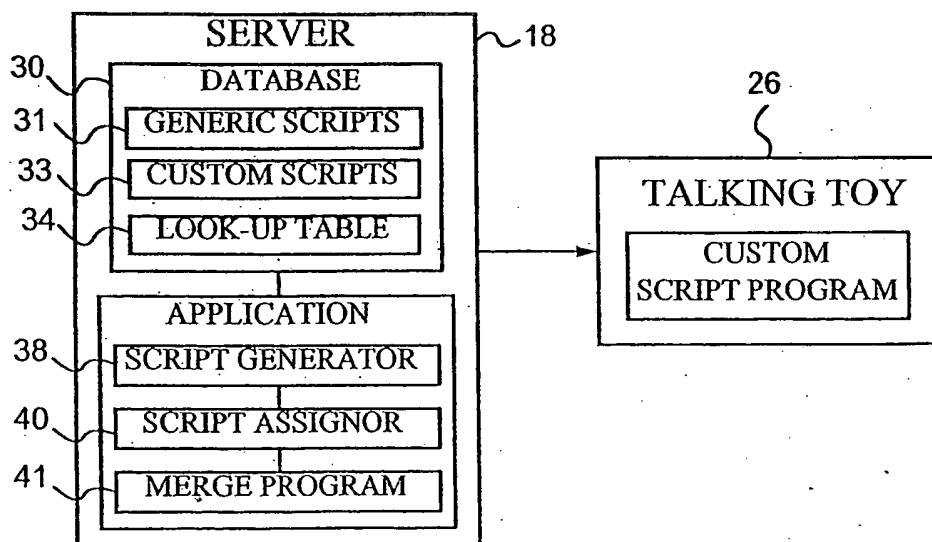 SERVER
18
30
DATABASE
31
GENERIC SCRIPTS
33
CUSTOM SCRIPTS
34
LOOK-UP TABLE
APPLICATION
38
SCRIPT GENERATOR
40
SCRIPT ASSIGNOR
41
MERGE PROGRAM
26
TALKING TOY
CUSTOM
SCRIPT PROGRAM